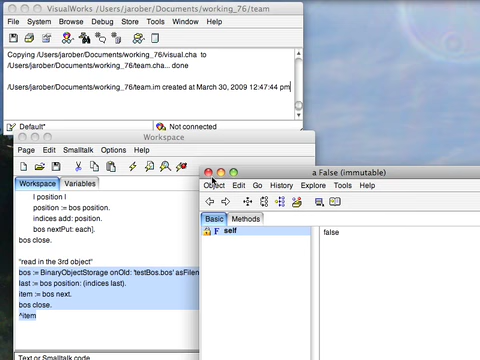 VisualWorks /Users/jarober/Documents/working_76/team
File System Browse Debug Store Tools Window Help
Copying /Users/jarober/Documents/working_76/visual.cha to
/Users/jarober/Documents/working_76/team.cha... done
/Users/jarober/Documents/working_76/team.im created at March 30, 2009 12:47:44 pm
Default* Not connected
Workspace
Page Edit Smalltalk Options Help
Workspace Variables
| position |
position := bos position.
indices add: position.
bos nextPut: each].
bos close.
"read in the 3rd object"
bos := BinaryObjectStorage onOld: 'testBos.bos' asFilen
last := bos position: (indices last).
item := bos next.
bos close.
^item
Text or Smalltalk code
a False (immutable)
Object Edit Go History Explore Tools Help
Basic Methods
F self
false